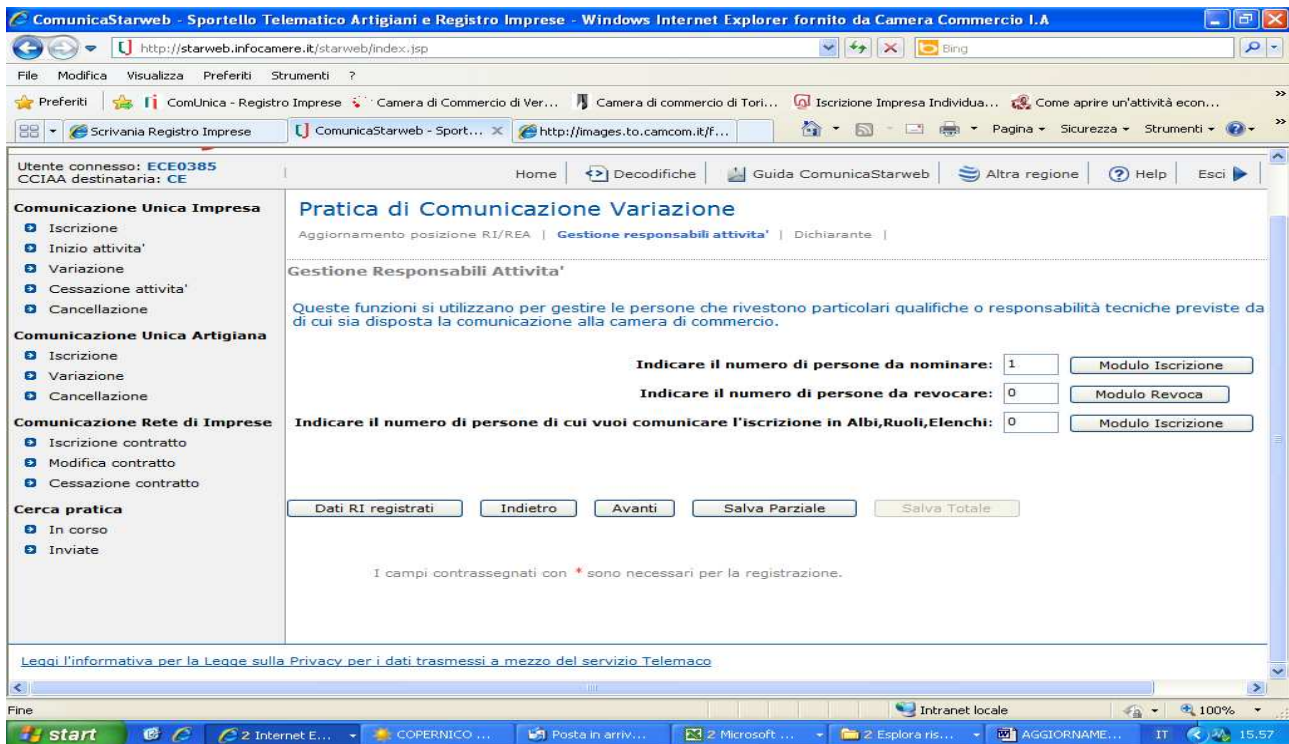 ComunicaStarweb - Sportello Telematico Artigiani e Registro Imprese - Windows Internet Explorer fornito da Camera Commercio I.A
http://starweb.infocamere.it/starweb/index.jsp
Bing
File Modifica Visualizza Preferiti Strumenti ?
Preferiti ComUnica - Registro Imprese Camera di Commercio di Ver... Camera di commercio di Tori... Iscrizione Impresa Individua... Come aprire un'attività econ... »
Scrivania Registro Imprese ComunicaStarweb - Sport... http://images.to.camcom.it/f... Pagina Sicurezza Strumenti »
Utente connesso: ECE0385
CCIAA destinataria: CE
Home Decodifiche Guida ComunicaStarweb Altra regione Help Esci
Comunicazione Unica Impresa
Iscrizione
Inizio attivita'
Variazione
Cessazione attivita'
Cancellazione
Comunicazione Unica Artigiana
Iscrizione
Variazione
Cancellazione
Comunicazione Rete di Imprese
Iscrizione contratto
Modifica contratto
Cessazione contratto
Cerca pratica
In corso
Inviate
Pratica di Comunicazione Variazione
Aggiornamento posizione RI/REA | Gestione responsabili attivita' | Dichiarante |
Gestione Responsabili Attivita'
Queste funzioni si utilizzano per gestire le persone che rivestono particolari qualifiche o responsabilità tecniche previste da
di cui sia disposta la comunicazione alla camera di commercio.
Indicare il numero di persone da nominare: 1 Modulo Iscrizione
Indicare il numero di persone da revocare: 0 Modulo Revoca
Indicare il numero di persone di cui vuoi comunicare l'iscrizione in Albi,Ruoli,Elenchi: 0 Modulo Iscrizione
Dati RI registrati Indietro Avanti Salva Parziale Salva Totale
I campi contrassegnati con * sono necessari per la registrazione.
Leggi l'informativa per la Legge sulla Privacy per i dati trasmessi a mezzo del servizio Telemaco
Fine Intranet locale 100%
start 2 Internet E... COPERNICO ... Posta in arriv... 2 Microsoft ... 2 Esplora ris... AGGIORNAME... IT 15.57